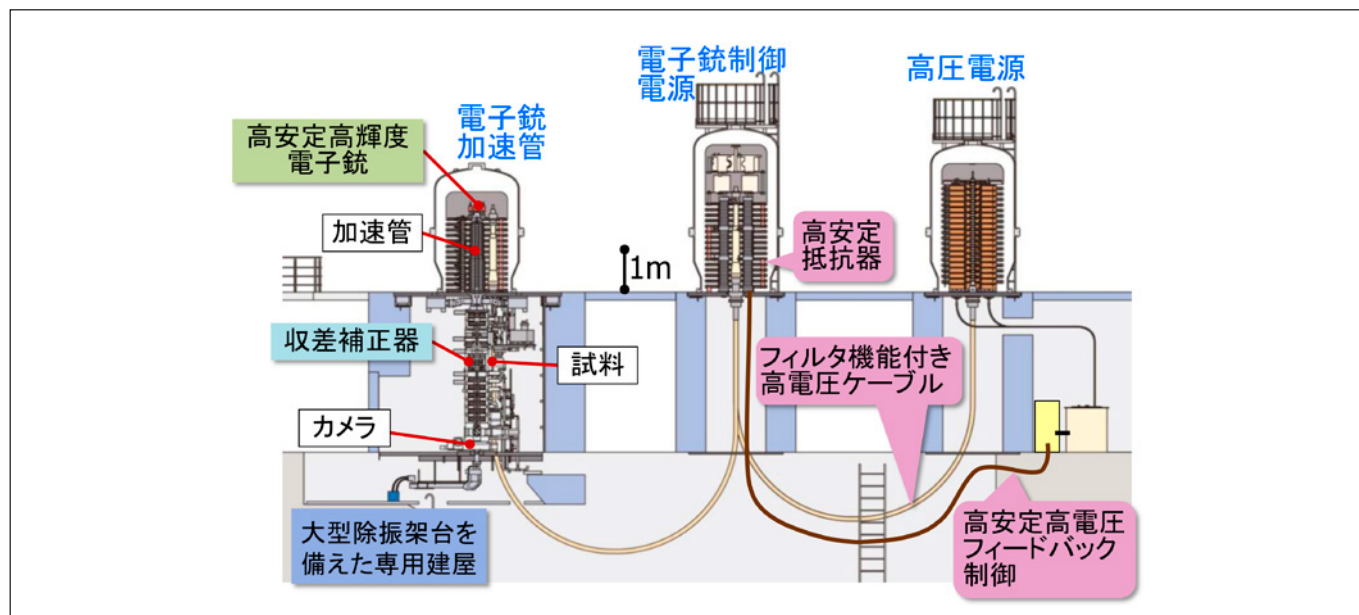 電子銃
加速管
電子銃制御
電源
高圧電源
高安定高輝度
電子銃
加速管
1m
高安定
抵抗器
収差補正器
試料
フィルタ機能付き
高電圧ケーブル
カメラ
大型除振架台を
備えた専用建屋
高安定高電圧
フィードバック
制御